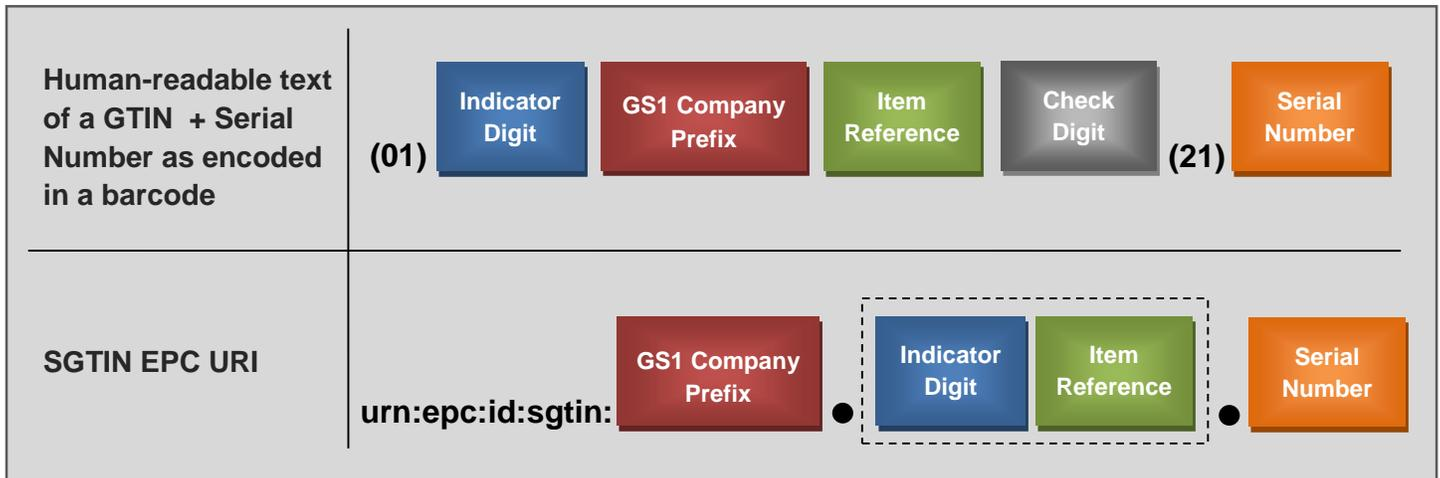 Human-readable text
of a GTIN + Serial
Number as encoded
in a barcode
(01)
Indicator
Digit
GS1 Company
Prefix
Item
Reference
Check
Digit
(21)
Serial
Number
SGTIN EPC URI
urn:epc:id:sgtin:
GS1 Company
Prefix
.
Indicator
Digit
Item
Reference
.
Serial
Number